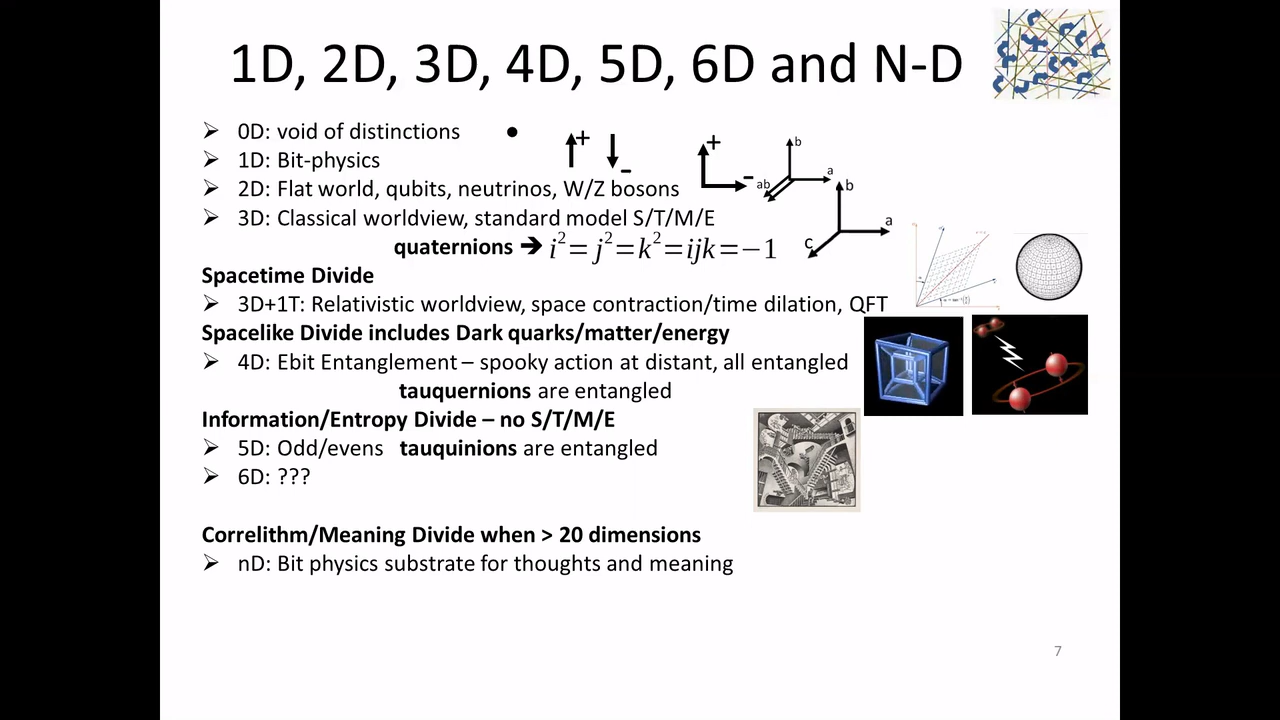 1D, 2D, 3D, 4D, 5D, 6D and N-D
0D: void of distinctions
+
-
1D: Bit-physics
+
-
b
a
ab
2D: Flat world, qubits, neutrinos, W/Z bosons
3D: Classical worldview, standard model S/T/M/E
b
a
c
quaternions ➔ i²= j²=k²=ijk=−1
Spacetime Divide
3D+1T: Relativistic worldview, space contraction/time dilation, QFT
Spacelike Divide includes Dark quarks/matter/energy
4D: Ebit Entanglement – spooky action at distant, all entangled
tauquernions are entangled
Information/Entropy Divide – no S/T/M/E
5D: Odd/evens tauquinions are entangled
6D: ???
Correlithm/Meaning Divide when > 20 dimensions
nD: Bit physics substrate for thoughts and meaning
7